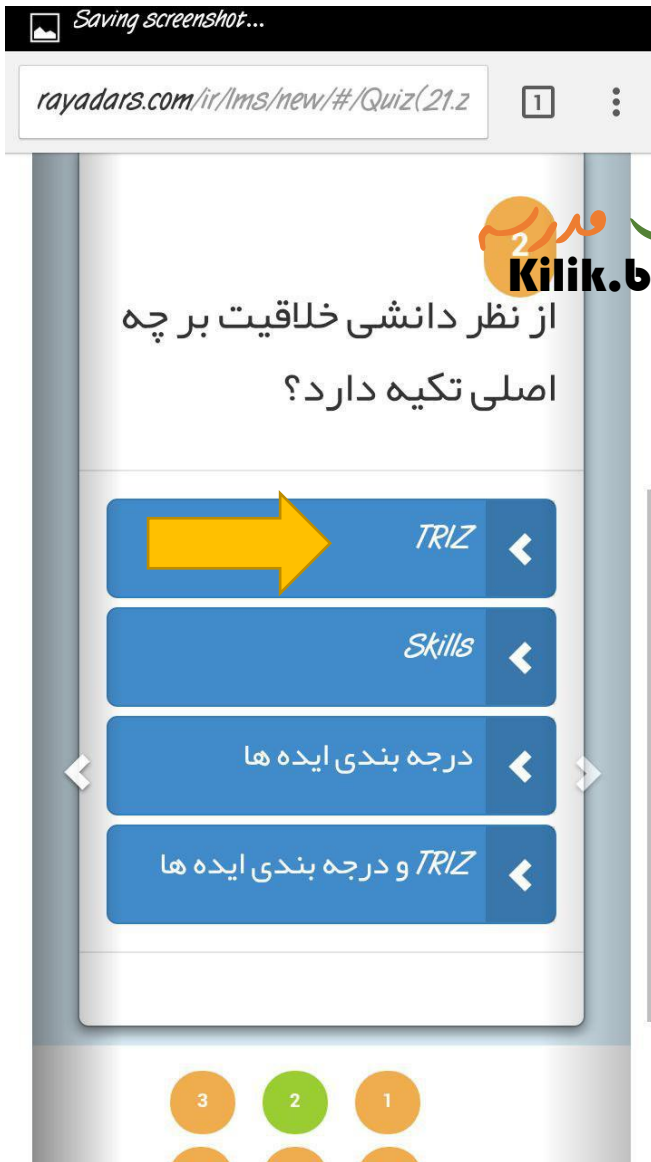 Saving screenshot...
rayadars.com/ir/lms/new/#/Quiz(21.z
1
2
Kilik.b
از نظر دانشی خلاقیت بر چه
اصلی تکیه دارد؟
TRIZ
Skills
درجه بندی ایده ها
TRIZ و درجه بندی ایده ها
3 2 1